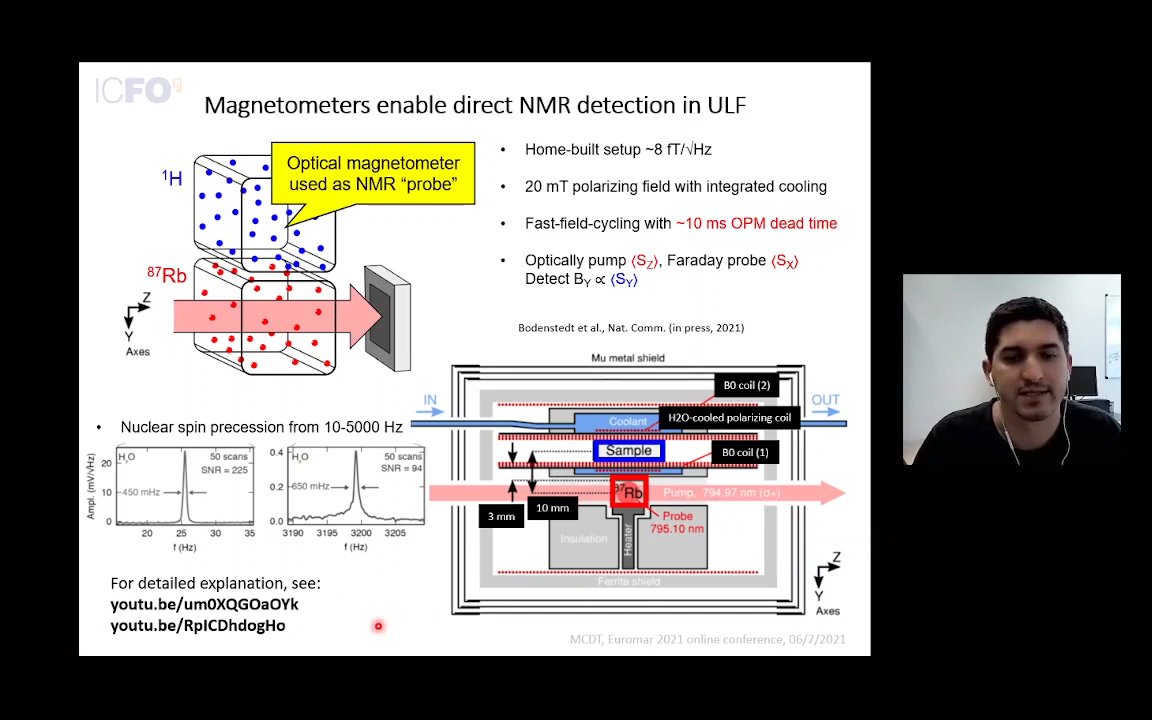 ICFO
Magnetometers enable direct NMR detection in ULF
Optical magnetometer
used as NMR “probe”
¹H
⁸⁷Rb
Z
Y
Axes
• Home-built setup ~8 fT/√Hz
• 20 mT polarizing field with integrated cooling
• Fast-field-cycling with ~10 ms OPM dead time
• Optically pump ⟨S_Z⟩, Faraday probe ⟨S_X⟩
Detect B_Y ∝ ⟨S_Y⟩
Bodenstedt et al., Nat. Comm. (in press, 2021)
• Nuclear spin precession from 10-5000 Hz
Ampl. (mV/√Hz)
20
10
0
H₂O
50 scans
SNR = 225
450 mHz
20 25 30 35
f (Hz)
0.4
0.2
0.0
H₂O
50 scans
SNR = 94
650 mHz
3190 3195 3200 3205
f (Hz)
Mu metal shield
B0 coil (2)
IN
OUT
H2O-cooled polarizing coil
Coolant
Sample
B0 coil (1)
⁸⁷Rb
Pump, 794.97 nm (σ+)
3 mm
10 mm
Probe
795.10 nm
Insulation
Heater
Ferrite shield
Z
Y
Axes
For detailed explanation, see:
youtu.be/um0XQGOaOYk
youtu.be/RpICDhdogHo
MCDT, Euromar 2021 online conference, 06/7/2021